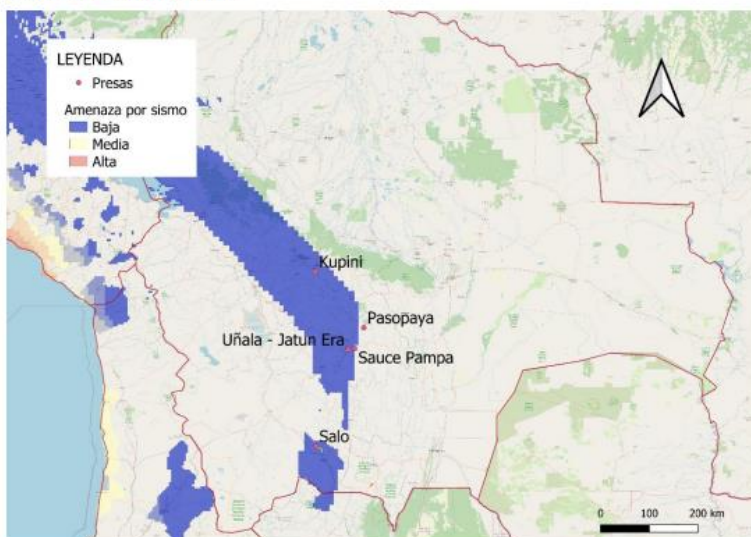 LEYENDA
Presas
Amenaza por sismo
Baja
Media
Alta
Kupini
Pasopaya
Uñala - Jatun Era
Sauce Pampa
Salo
0 100 200 km